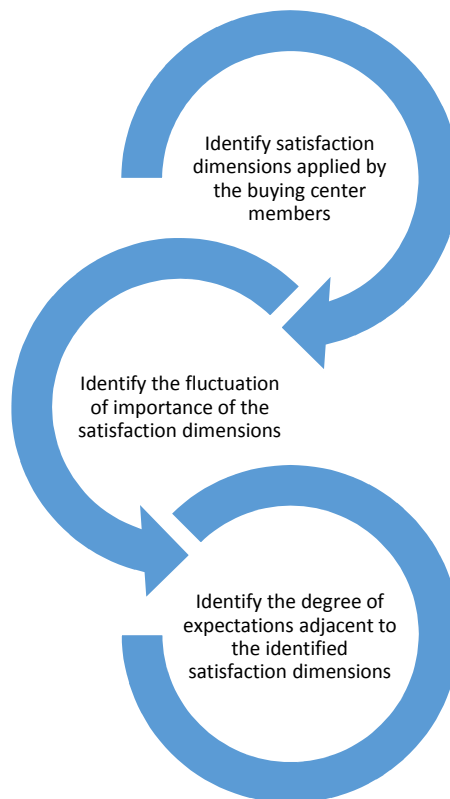 Identify satisfaction
dimensions applied by
the buying center
members
Identify the fluctuation
of importance of the
satisfaction dimensions
Identify the degree of
expectations adjacent to
the identified
satisfaction dimensions